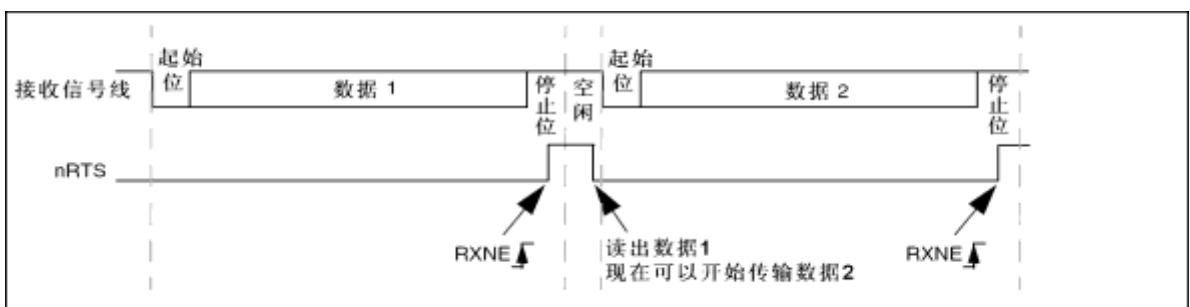 起始
接收信号线
位
数据 1
停止位
空闲
起始
位
数据 2
停止位
nRTS
RXNE
读出数据1
现在可以开始传输数据2
RXNE